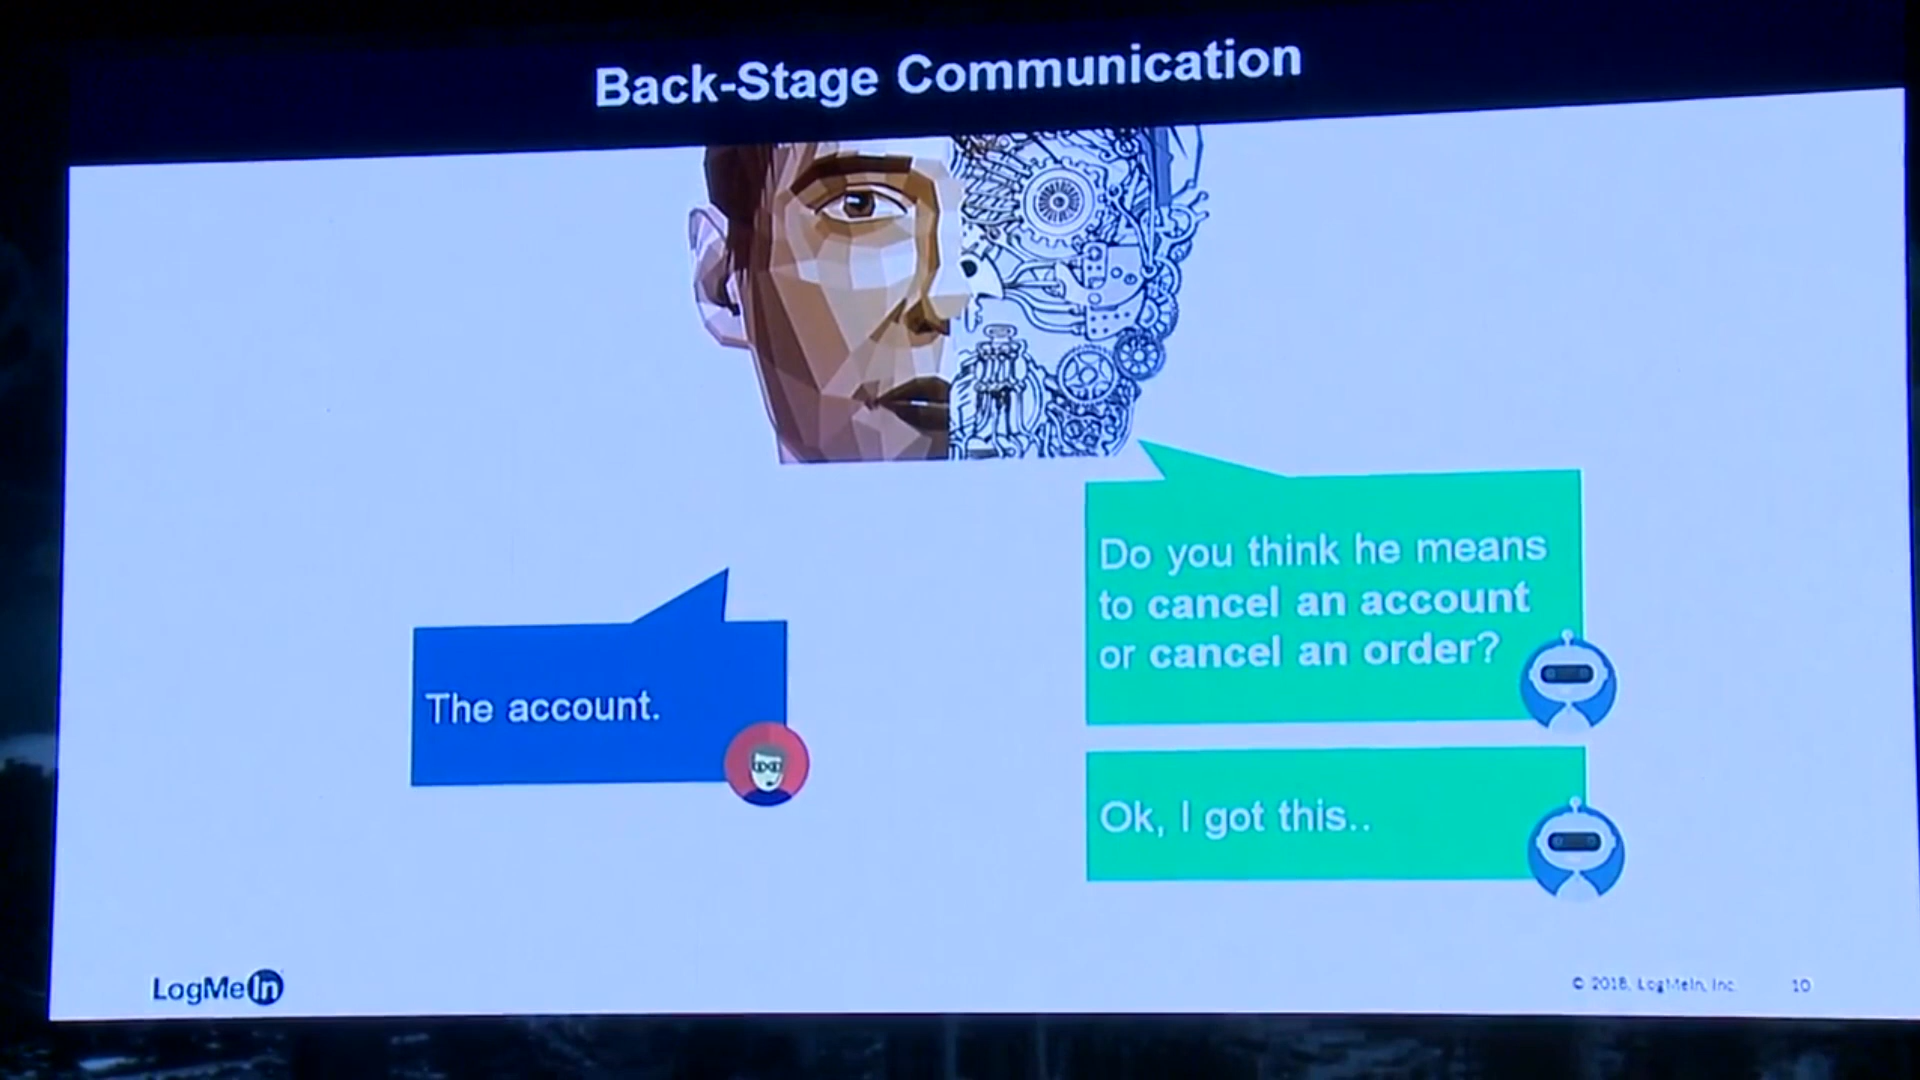 Back-Stage Communication
Do you think he means
to cancel an account
or cancel an order?
The account.
Ok, I got this..
LogMeIn
© 2018, LogMeIn, Inc.
10